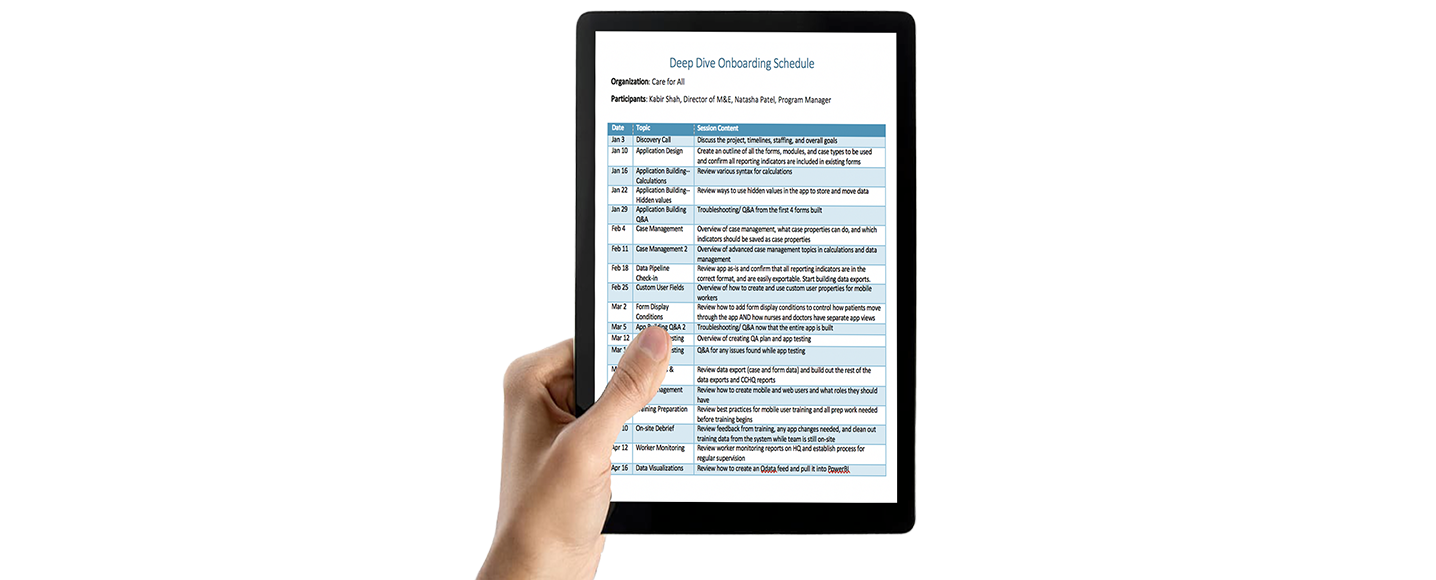 Deep Dive Onboarding Schedule
Organization: Care for All
Participants: Kabir Shah, Director of M&E, Natasha Patel, Program Manager
Date Topic Session Content
Jan 3 Discovery Call Discuss the project, timelines, staffing, and overall goals
Jan 10 Application Design Create an outline of all the forms, modules, and case types to be used
and confirm all reporting indicators are included in existing forms
Jan 16 Application Building-- Review various syntax for calculations
Calculations
Jan 22 Application Building-- Review ways to use hidden values in the app to store and move data
Hidden values
Jan 29 Application Building Troubleshooting/ Q&A from the first 4 forms built
Q&A
Feb 4 Case Management Overview of case management, what case properties can do, and which
indicators should be saved as case properties
Feb 11 Case Management 2 Overview of advanced case management topics in calculations and data
management
Feb 18 Data Pipeline Review app as-is and confirm that all reporting indicators are in the
Check-in correct format, and are easily exportable. Start building data exports.
Feb 25 Custom User Fields Overview of how to create and use custom user properties for mobile
workers
Mar 2 Form Display Review how to add form display conditions to control how patients move
Conditions through the app AND how nurses and doctors have separate app views
Mar 5 App Building Q&A 2 Troubleshooting/ Q&A now that the entire app is built
Mar 12 Overview of creating QA plan and app testing
Mar Q&A for any issues found while app testing
& Review data export (case and form data) and build out the rest of the
data exports and CCHQ reports
Review how to create mobile and web users and what roles they should
have
Training Preparation Review best practices for mobile user training and all prep work needed
before training begins
10 On-site Debrief Review feedback from training, any app changes needed, and clean out
training data from the system while team is still on-site
Apr 12 Worker Monitoring Review worker monitoring reports on HQ and establish process for
regular supervision
Apr 16 Data Visualizations Review how to create an Odata feed and pull it into PowerBI.